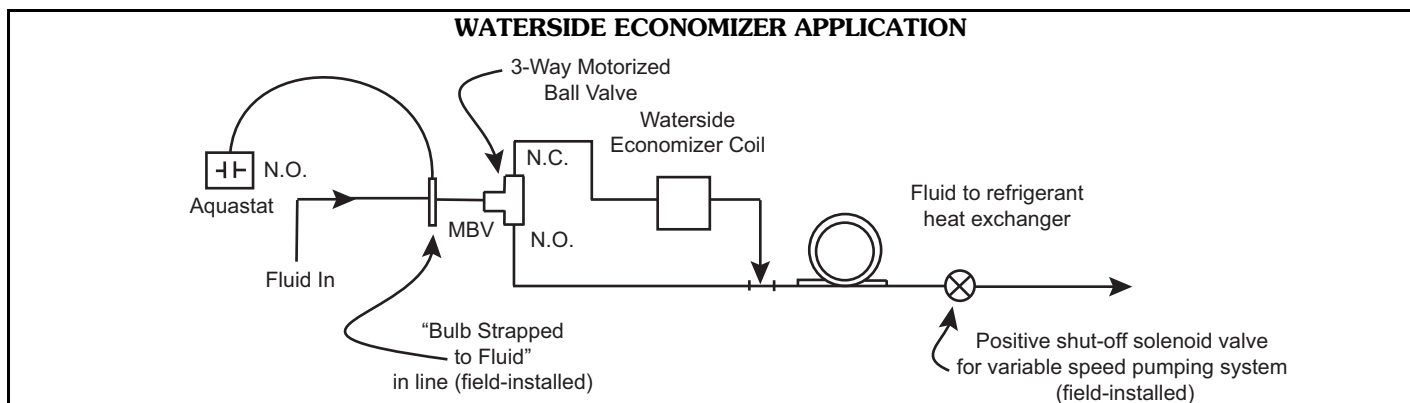 WATERSIDE ECONOMIZER APPLICATION
3-Way Motorized
Ball Valve
Waterside
Economizer Coil
N.C.
N.O.
Aquastat
Fluid to refrigerant
heat exchanger
MBV
N.O.
Fluid In
“Bulb Strapped
to Fluid”
in line (field-installed)
Positive shut-off solenoid valve
for variable speed pumping system
(field-installed)